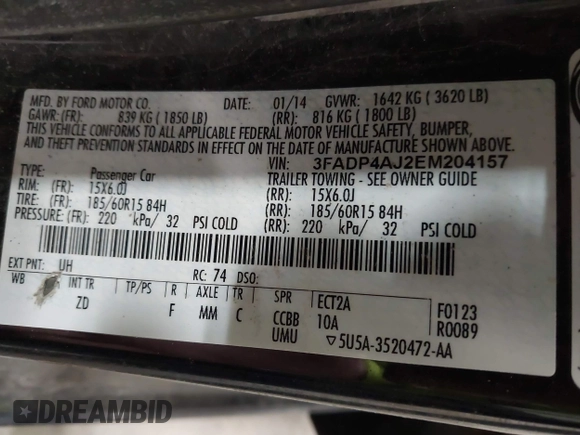 MFD. BY FORD MOTOR CO. DATE: 01/14 GVWR: 1642 KG ( 3620 LB)
GAWR: (FR): 839 KG ( 1850 LB) (RR): 816 KG ( 1800 LB)
THIS VEHICLE CONFORMS TO ALL APPLICABLE FEDERAL MOTOR VEHICLE SAFETY, BUMPER,
AND THEFT PREVENTION STANDARDS IN EFFECT ON THE DATE OF MANUFACTURE SHOWN ABOVE.
VIN: 3FADP4AJ2EM204157
TYPE: Passenger Car TRAILER TOWING - SEE OWNER GUIDE
RIM: (FR): 15X6.0J (RR): 15X6.0J
TIRE: (FR): 185/60R15 84H (RR): 185/60R15 84H
PRESSURE: (FR): 220 kPa/ 32 PSI COLD (RR): 220 kPa/ 32 PSI COLD
EXT PNT: UH RC: 74 DSO:
WB INT TR TP/PS R AXLE TR SPR ECT2A F0123
ZD F MM C CCBB 10A R0089
UMU ▽5U5A-3520472-AA
DREAMBID